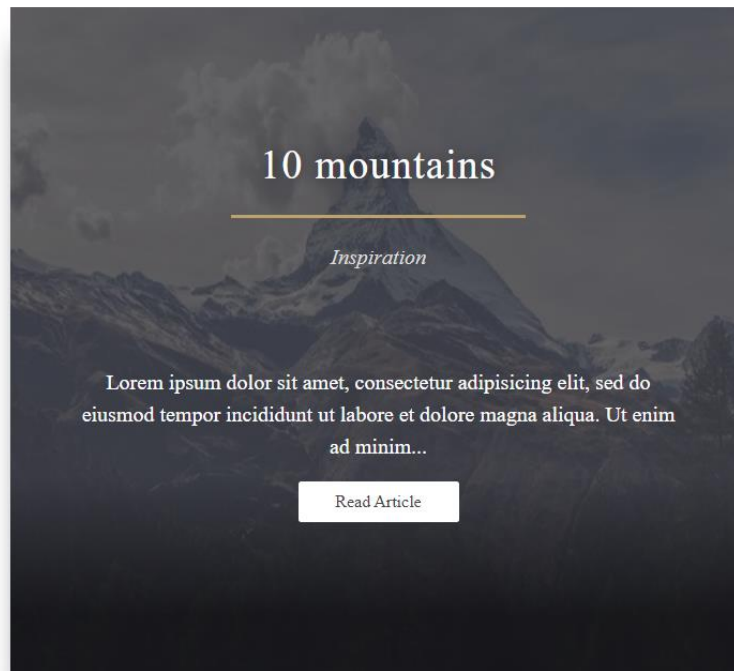 10 mountains
Inspiration
Lorem ipsum dolor sit amet, consectetur adipisicing elit, sed do
eiusmod tempor incididunt ut labore et dolore magna aliqua. Ut enim
ad minim...
Read Article